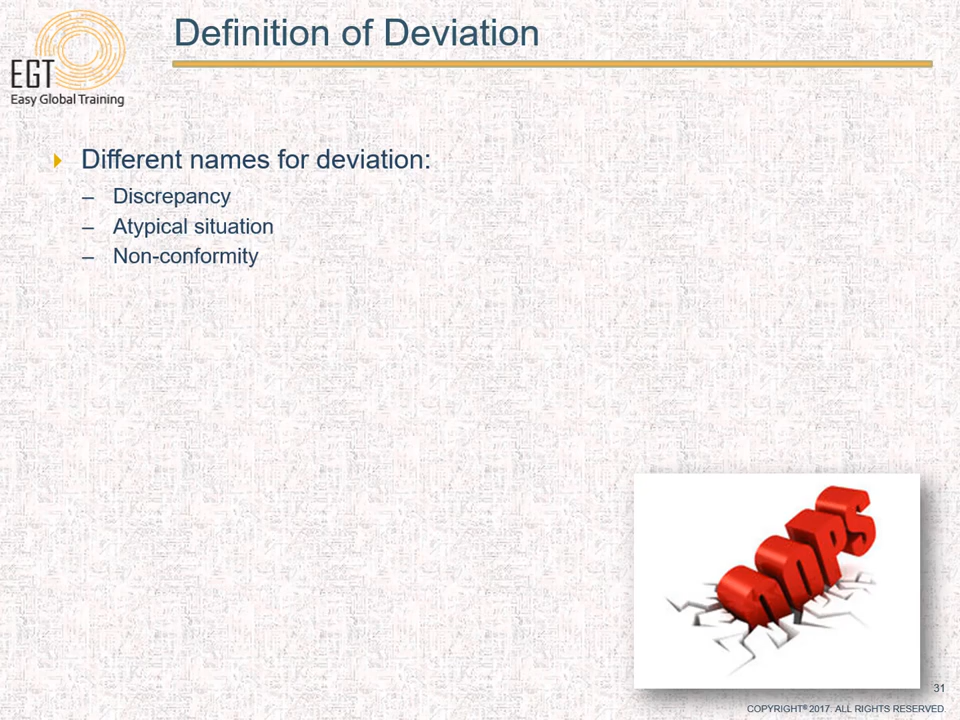 Definition of Deviation
EGT
Easy Global Training
Different names for deviation:
– Discrepancy
– Atypical situation
– Non-conformity
31
COPYRIGHT® 2017. ALL RIGHTS RESERVED.